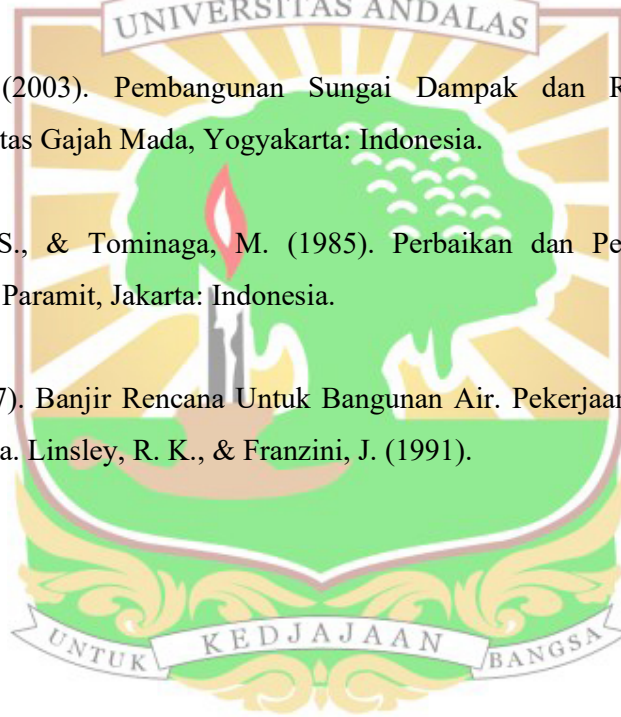 UNIVERSITAS ANDALAS
(2003). Pembangunan Sungai Dampak dan R
tas Gajah Mada, Yogyakarta: Indonesia.
S., & Tominaga, M. (1985). Perbaikan dan Pe
Paramit, Jakarta: Indonesia.
7). Banjir Rencana Untuk Bangunan Air. Pekerjaan
a. Linsley, R. K., & Franzini, J. (1991).
UNTUK KEDJAJAAN BANGSA